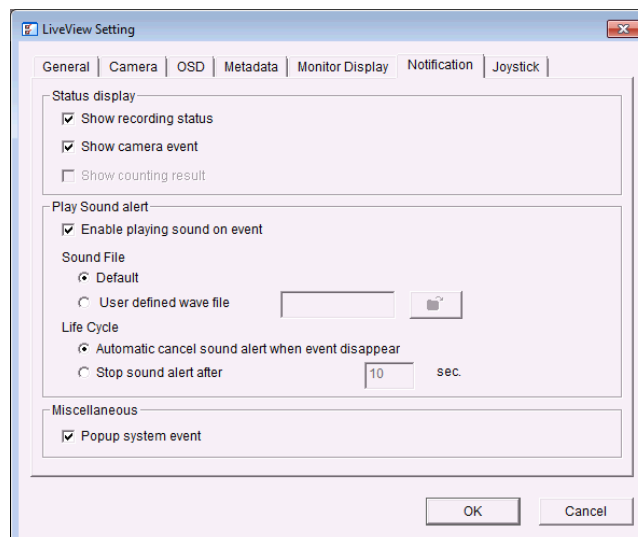 LiveView Setting
General Camera OSD Metadata Monitor Display Notification Joystick
Status display
Show recording status
Show camera event
Show counting result
Play Sound alert
Enable playing sound on event
Sound File
Default
User defined wave file
Life Cycle
Automatic cancel sound alert when event disappear
Stop sound alert after 10 sec.
Miscellaneous
Popup system event
OK Cancel